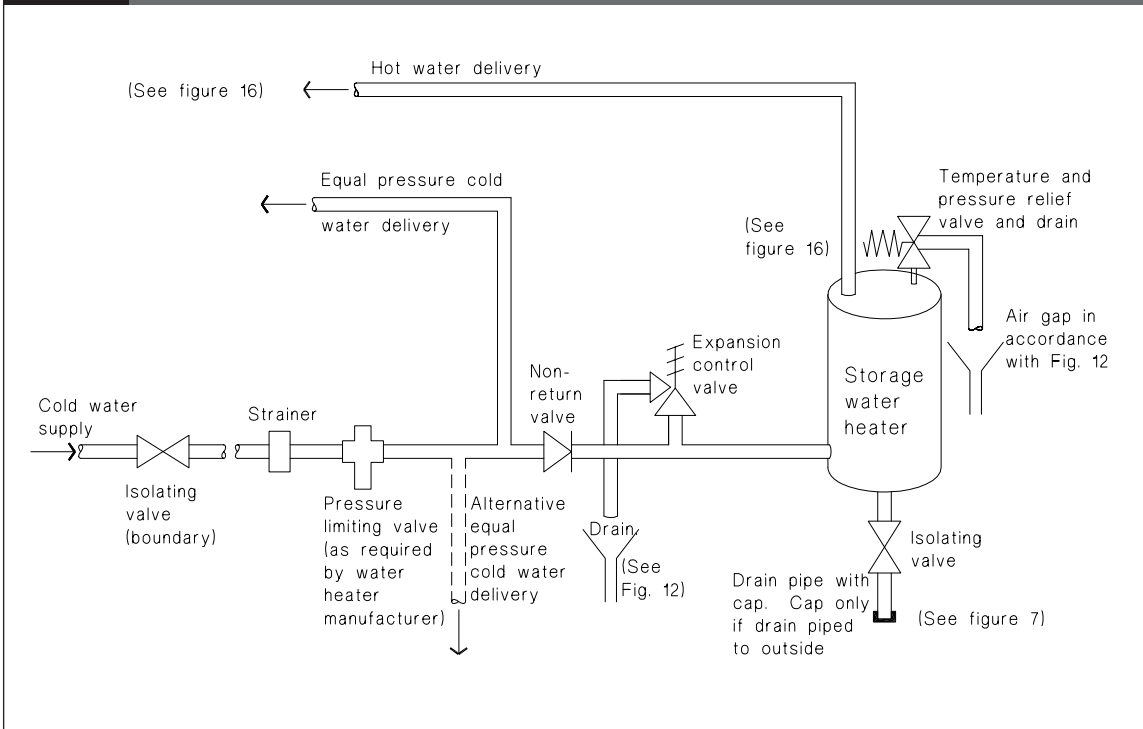 Hot water delivery
(See figure 16)
Equal pressure cold
water delivery
Temperature and
pressure relief
valve and drain
(See
figure 16)
Air gap in
accordance
with Fig. 12
Expansion
control
valve
Non-
return
valve
Storage
water
heater
Cold water
supply
Strainer
Isolating
valve
(boundary)
Pressure
limiting valve
(as required
by water
heater
manufacturer)
Alternative
equal
pressure
cold water
delivery
Drain
(See
Fig. 12)
Isolating
valve
Drain pipe with
cap. Cap only
if drain piped
to outside
(See figure 7)